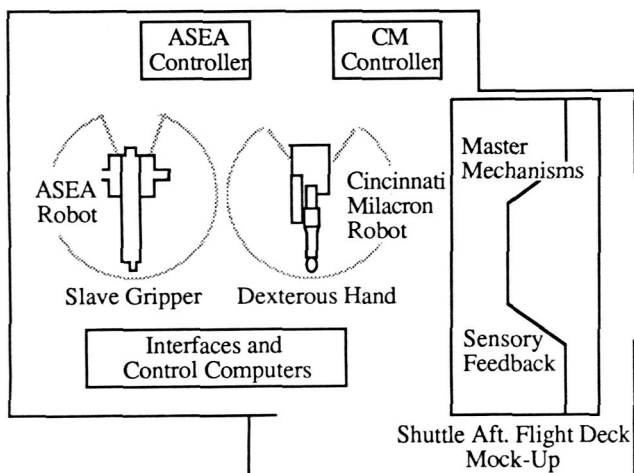 ASEA
Controller
CM
Controller
Master
Mechanisms
ASEA
Robot
Cincinnati
Milacron
Robot
Slave Gripper
Dexterous Hand
Interfaces and
Control Computers
Sensory
Feedback
Shuttle Aft. Flight Deck
Mock-Up